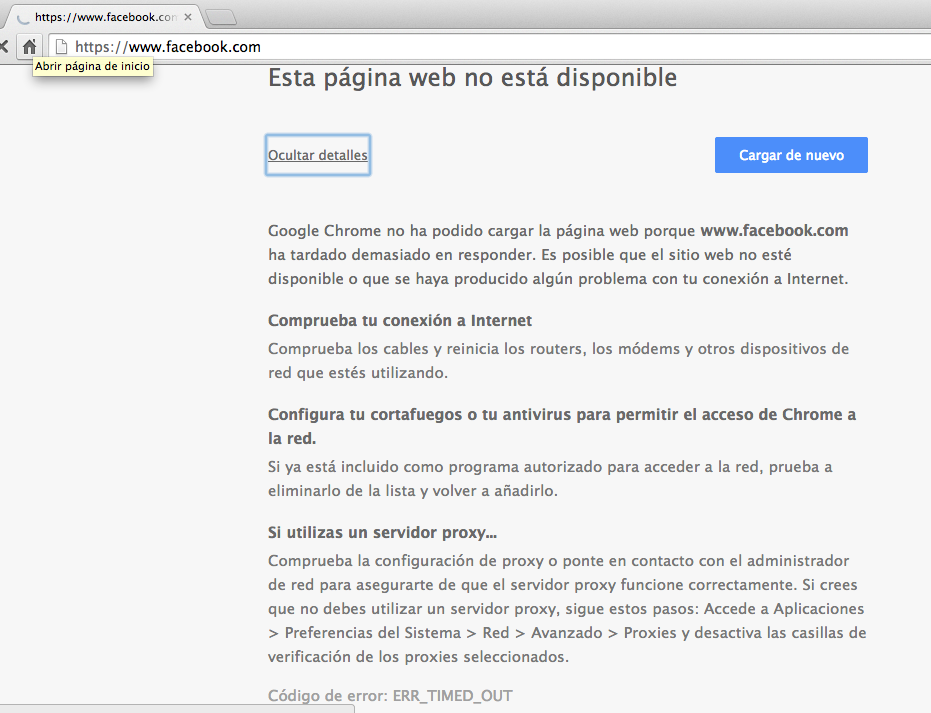 https://www.facebook.com
https://www.facebook.com
Abrir página de inicio
Esta página web no está disponible
Ocultar detalles
Cargar de nuevo
Google Chrome no ha podido cargar la página web porque www.facebook.com
ha tardado demasiado en responder. Es posible que el sitio web no esté
disponible o que se haya producido algún problema con tu conexión a Internet.
Comprueba tu conexión a Internet
Comprueba los cables y reinicia los routers, los módems y otros dispositivos de
red que estés utilizando.
Configura tu cortafuegos o tu antivirus para permitir el acceso de Chrome a
la red.
Si ya está incluido como programa autorizado para acceder a la red, prueba a
eliminarlo de la lista y volver a añadirlo.
Si utilizas un servidor proxy...
Comprueba la configuración de proxy o ponte en contacto con el administrador
de red para asegurarte de que el servidor proxy funcione correctamente. Si crees
que no debes utilizar un servidor proxy, sigue estos pasos: Accede a Aplicaciones
> Preferencias del Sistema > Red > Avanzado > Proxies y desactiva las casillas de
verificación de los proxies seleccionados.
Código de error: ERR_TIMED_OUT